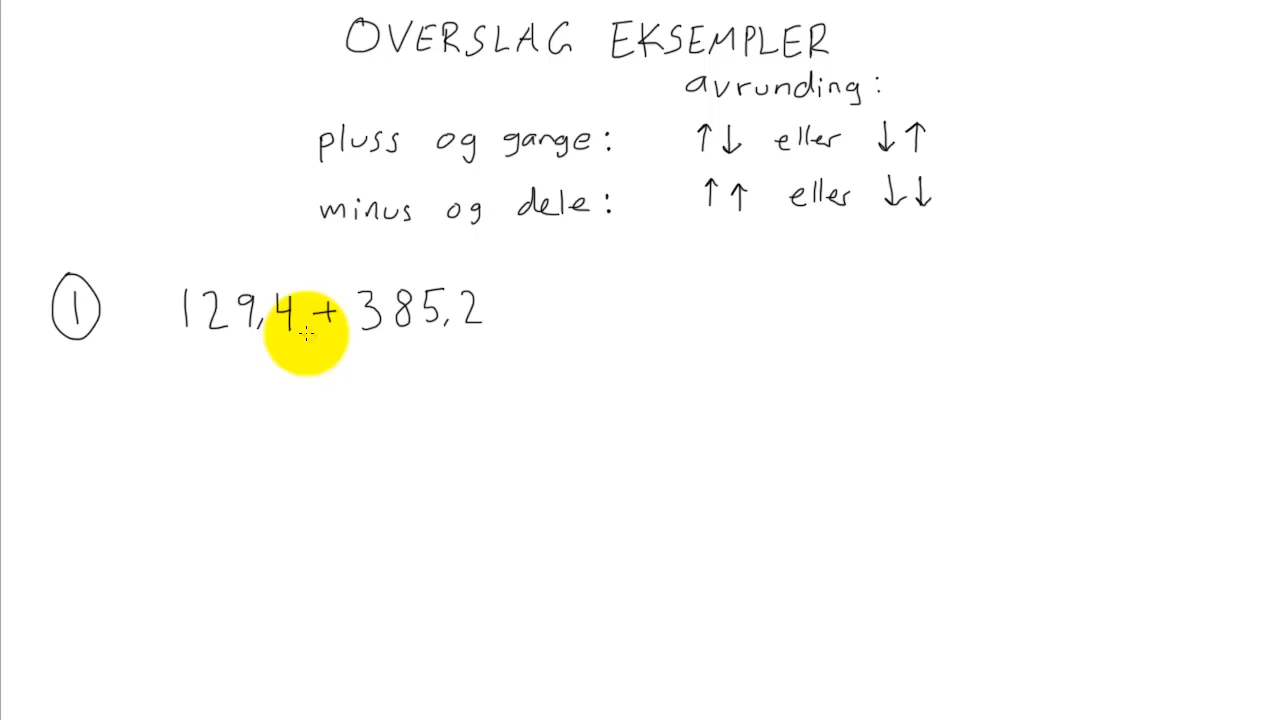 OVERSLAG EKSEMPLER
avrunding:
pluss og gange: ↑↓ eller ↓↑
minus og dele: ↑↑ eller ↓↓
① 129,4 + 385,2